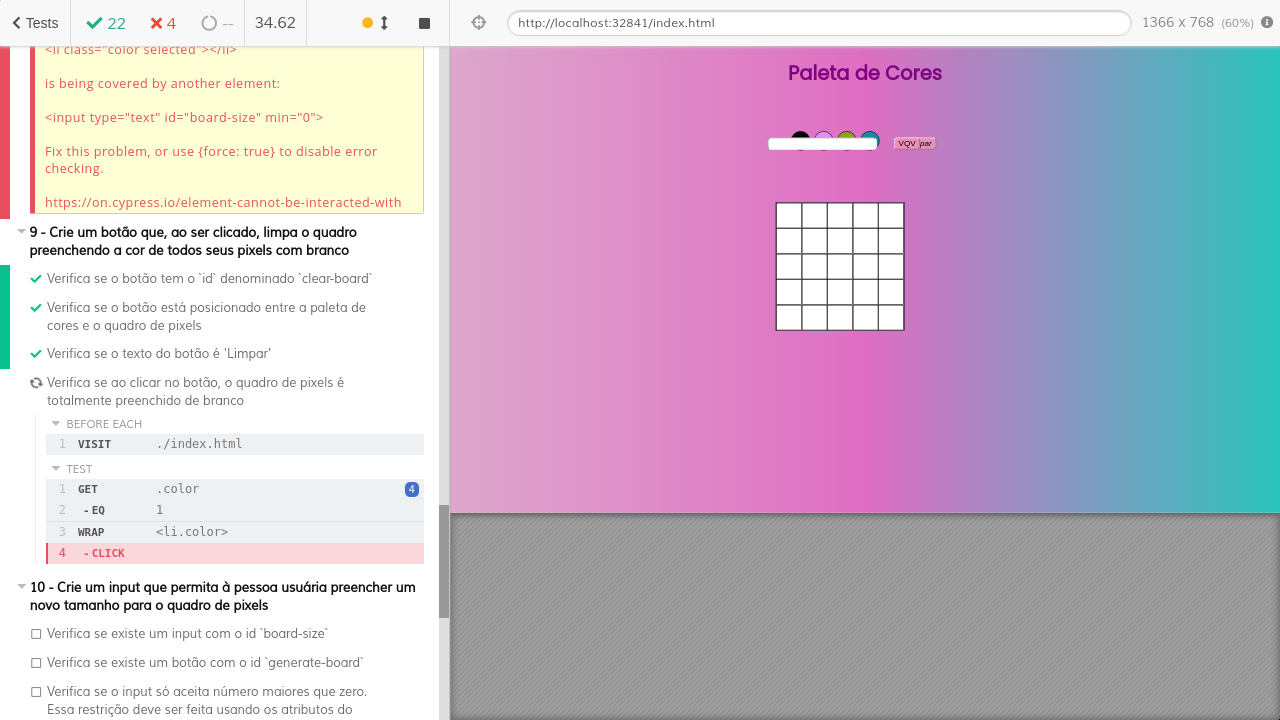 Tests 22 4 -- 34.62
http://localhost:32841/index.html 1366 x 768 (60%)
<li class="color selected"></li>
is being covered by another element:
<input type="text" id="board-size" min="0">
Fix this problem, or use {force: true} to disable error
checking.
https://on.cypress.io/element-cannot-be-interacted-with
9 - Crie um botão que, ao ser clicado, limpa o quadro
preenchendo a cor de todos seus pixels com branco
Verifica se o botão tem o `id` denominado `clear-board`
Verifica se o botão está posicionado entre a paleta de
cores e o quadro de pixels
Verifica se o texto do botão é 'Limpar'
Verifica se ao clicar no botão, o quadro de pixels é
totalmente preenchido de branco
BEFORE EACH
1 VISIT ./index.html
TEST
1 GET .color 4
2 - EQ 1
3 WRAP <li.color>
4 - CLICK
10 - Crie um input que permita à pessoa usuária preencher um
novo tamanho para o quadro de pixels
Verifica se existe um input com o id `board-size`
Verifica se existe um botão com o id `generate-board`
Verifica se o input só aceita número maiores que zero.
Essa restrição deve ser feita usando os atributos do
Paleta de Cores
VQV par